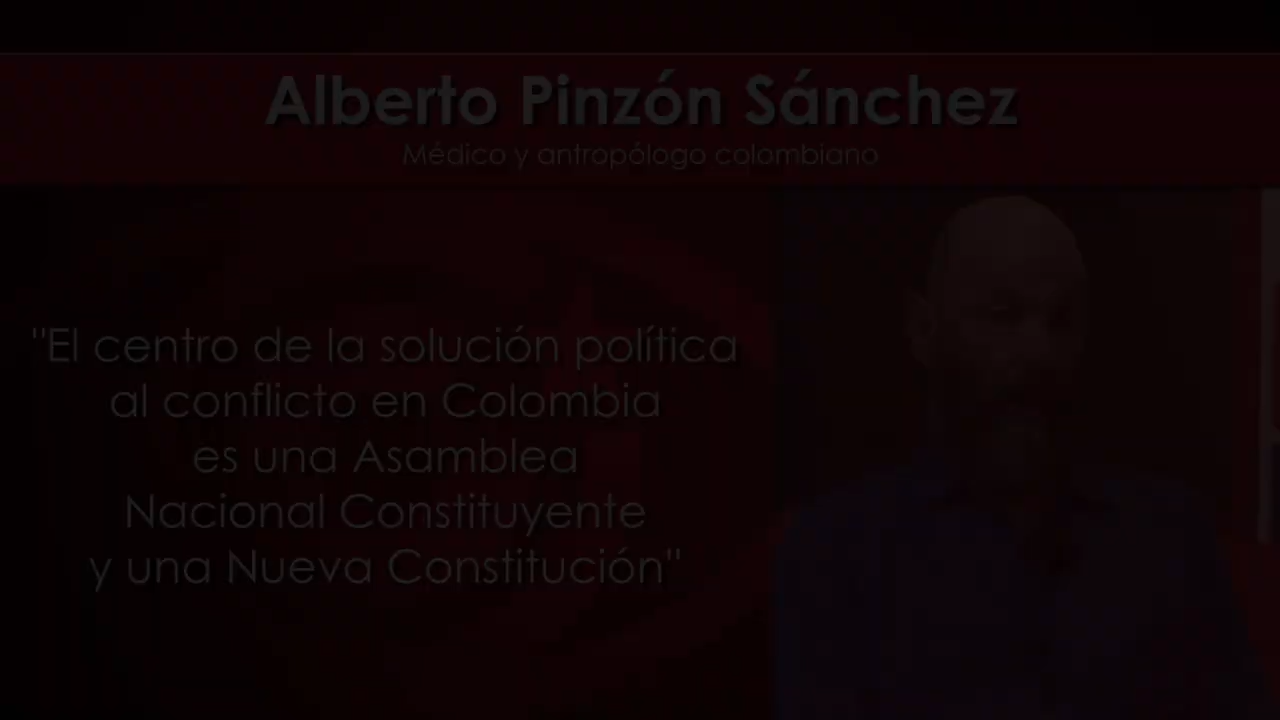 Alberto Pinzón Sánchez
Médico y antropólogo colombiano
"El centro de la solución política
al conflicto en Colombia
es una Asamblea
Nacional Constituyente
y una Nueva Constitución"